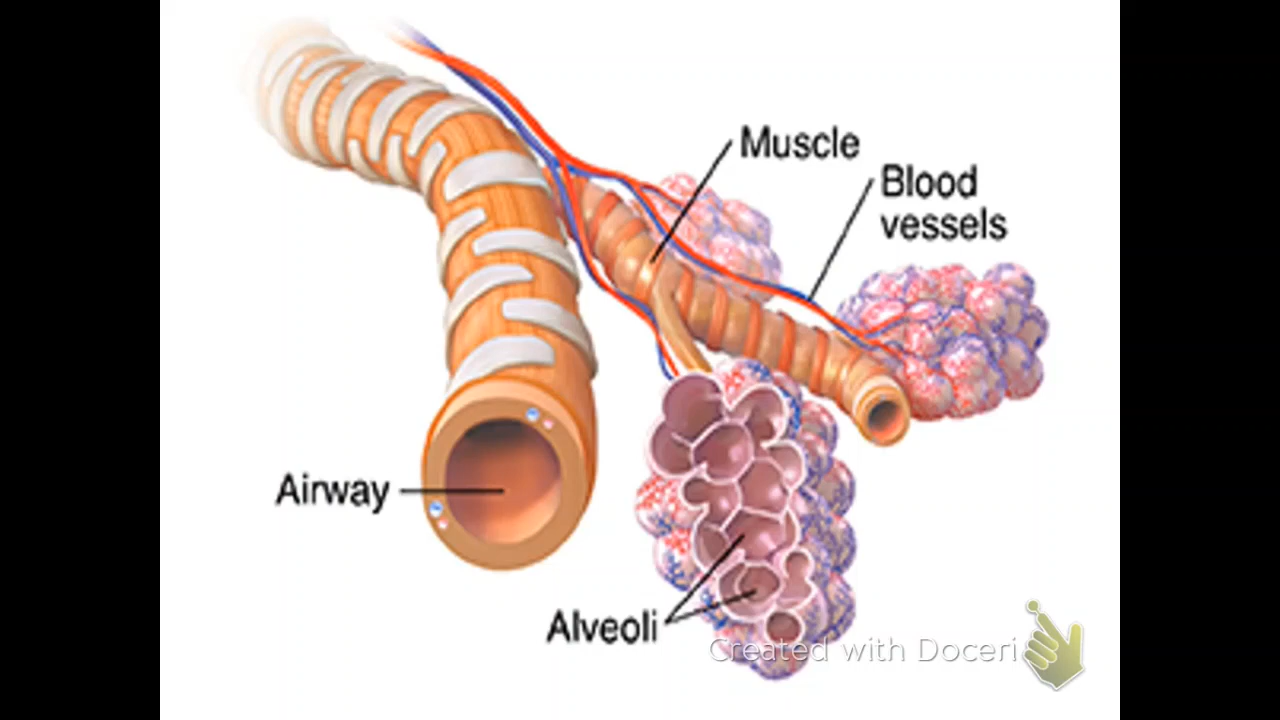 Muscle
Blood
vessels
Airway
Alveoli
Created with Doceri